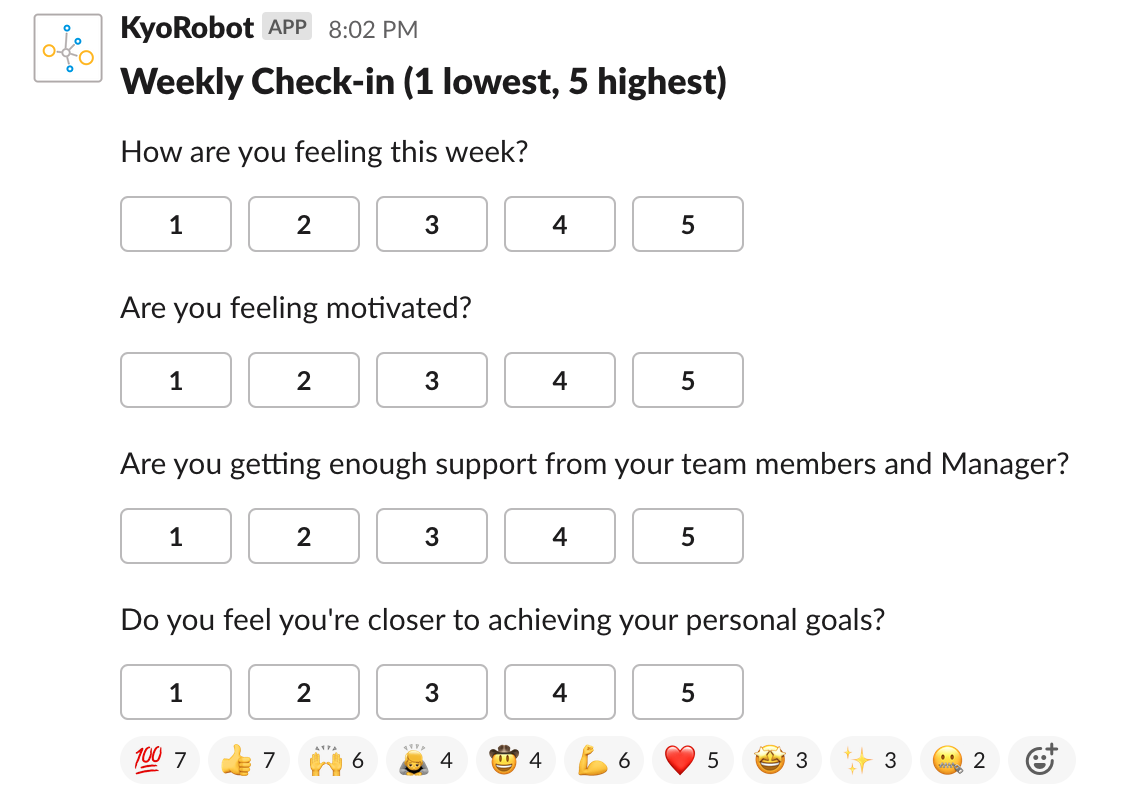 KyoRobot APP 8:02 PM
Weekly Check-in (1 lowest, 5 highest)
How are you feeling this week?
1 2 3 4 5
Are you feeling motivated?
1 2 3 4 5
Are you getting enough support from your team members and Manager?
1 2 3 4 5
Do you feel you're closer to achieving your personal goals?
1 2 3 4 5
💯 7 👍 7 🙌 6 🙇 4 🤠 4 💪 6 ❤️ 5 🤩 3 ✨ 3 🤐 2